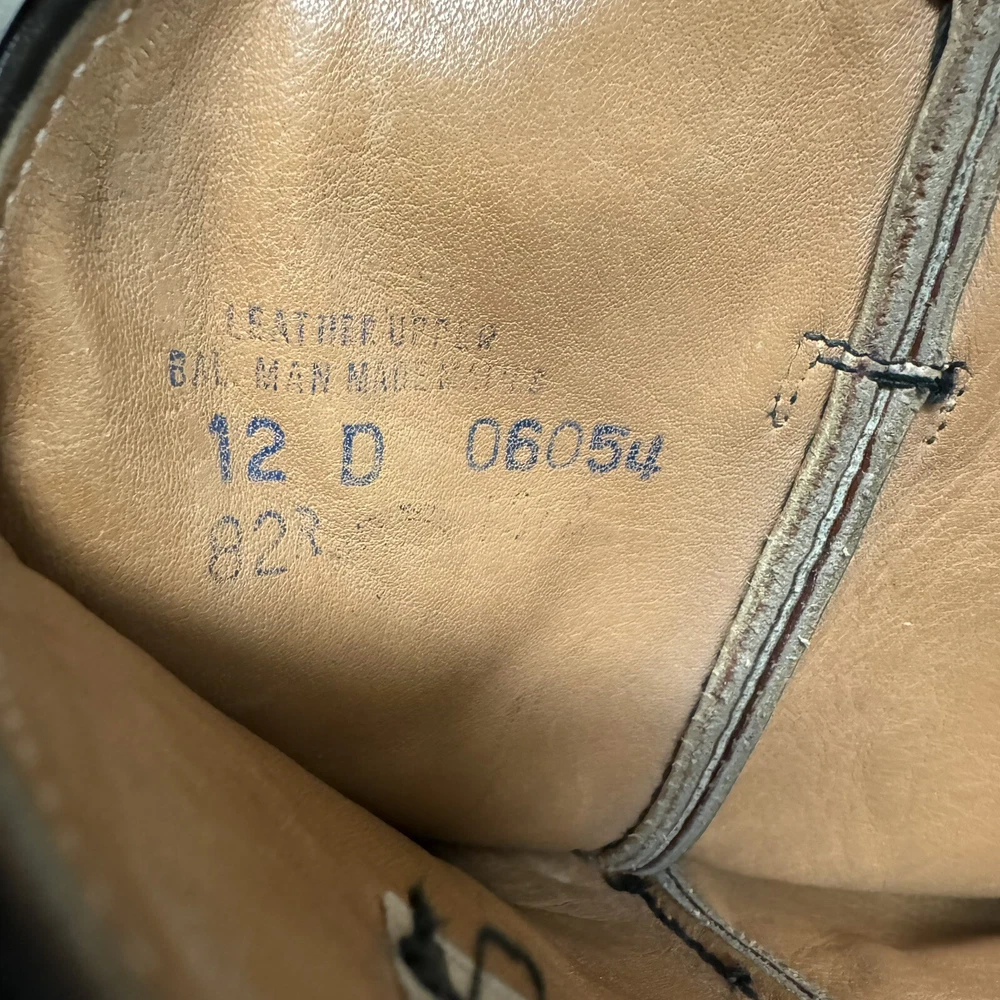 LEATHER UPPER
BAL. MAN MADE
12 D 06054
823